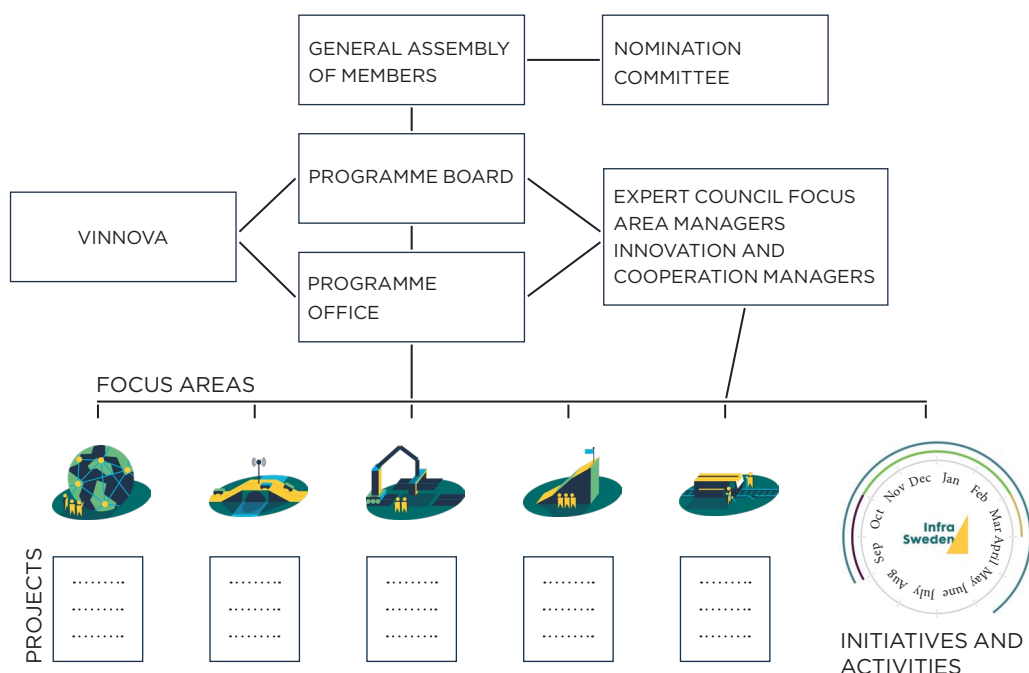 GENERAL ASSEMBLY
OF MEMBERS
NOMINATION
COMMITTEE
PROGRAMME BOARD
VINNOVA
EXPERT COUNCIL FOCUS
AREA MANAGERS
INNOVATION AND
COOPERATION MANAGERS
PROGRAMME
OFFICE
FOCUS AREAS
Jan
Feb
Mar
April
May
June
July
Aug
Sep
Oct
Nov
Dec
Infra
Sweden
PROJECTS
INITIATIVES AND
ACTIVITIES